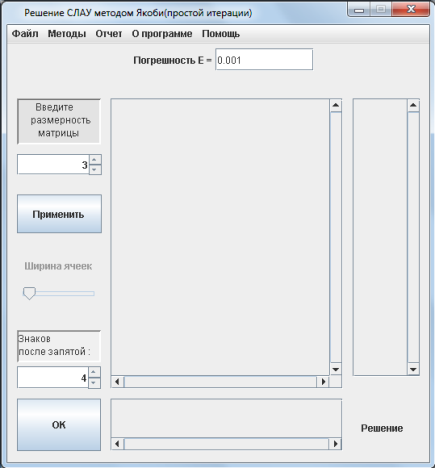 Решение СЛАУ методом Якоби(простой итерации)
Файл Методы Отчет О программе Помощь
Погрешность E = 0.001
Введите
размерность
матрицы
3
Применить
Ширина ячеек
Знаков
после запятой :
4
OK
Решение